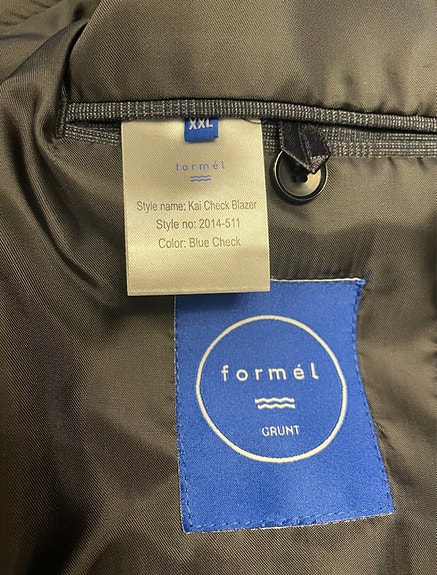 XXL
formél
Style name: Kai Check Blazer
Style no: 2014-511
Color: Blue Check
formél
GRUNT